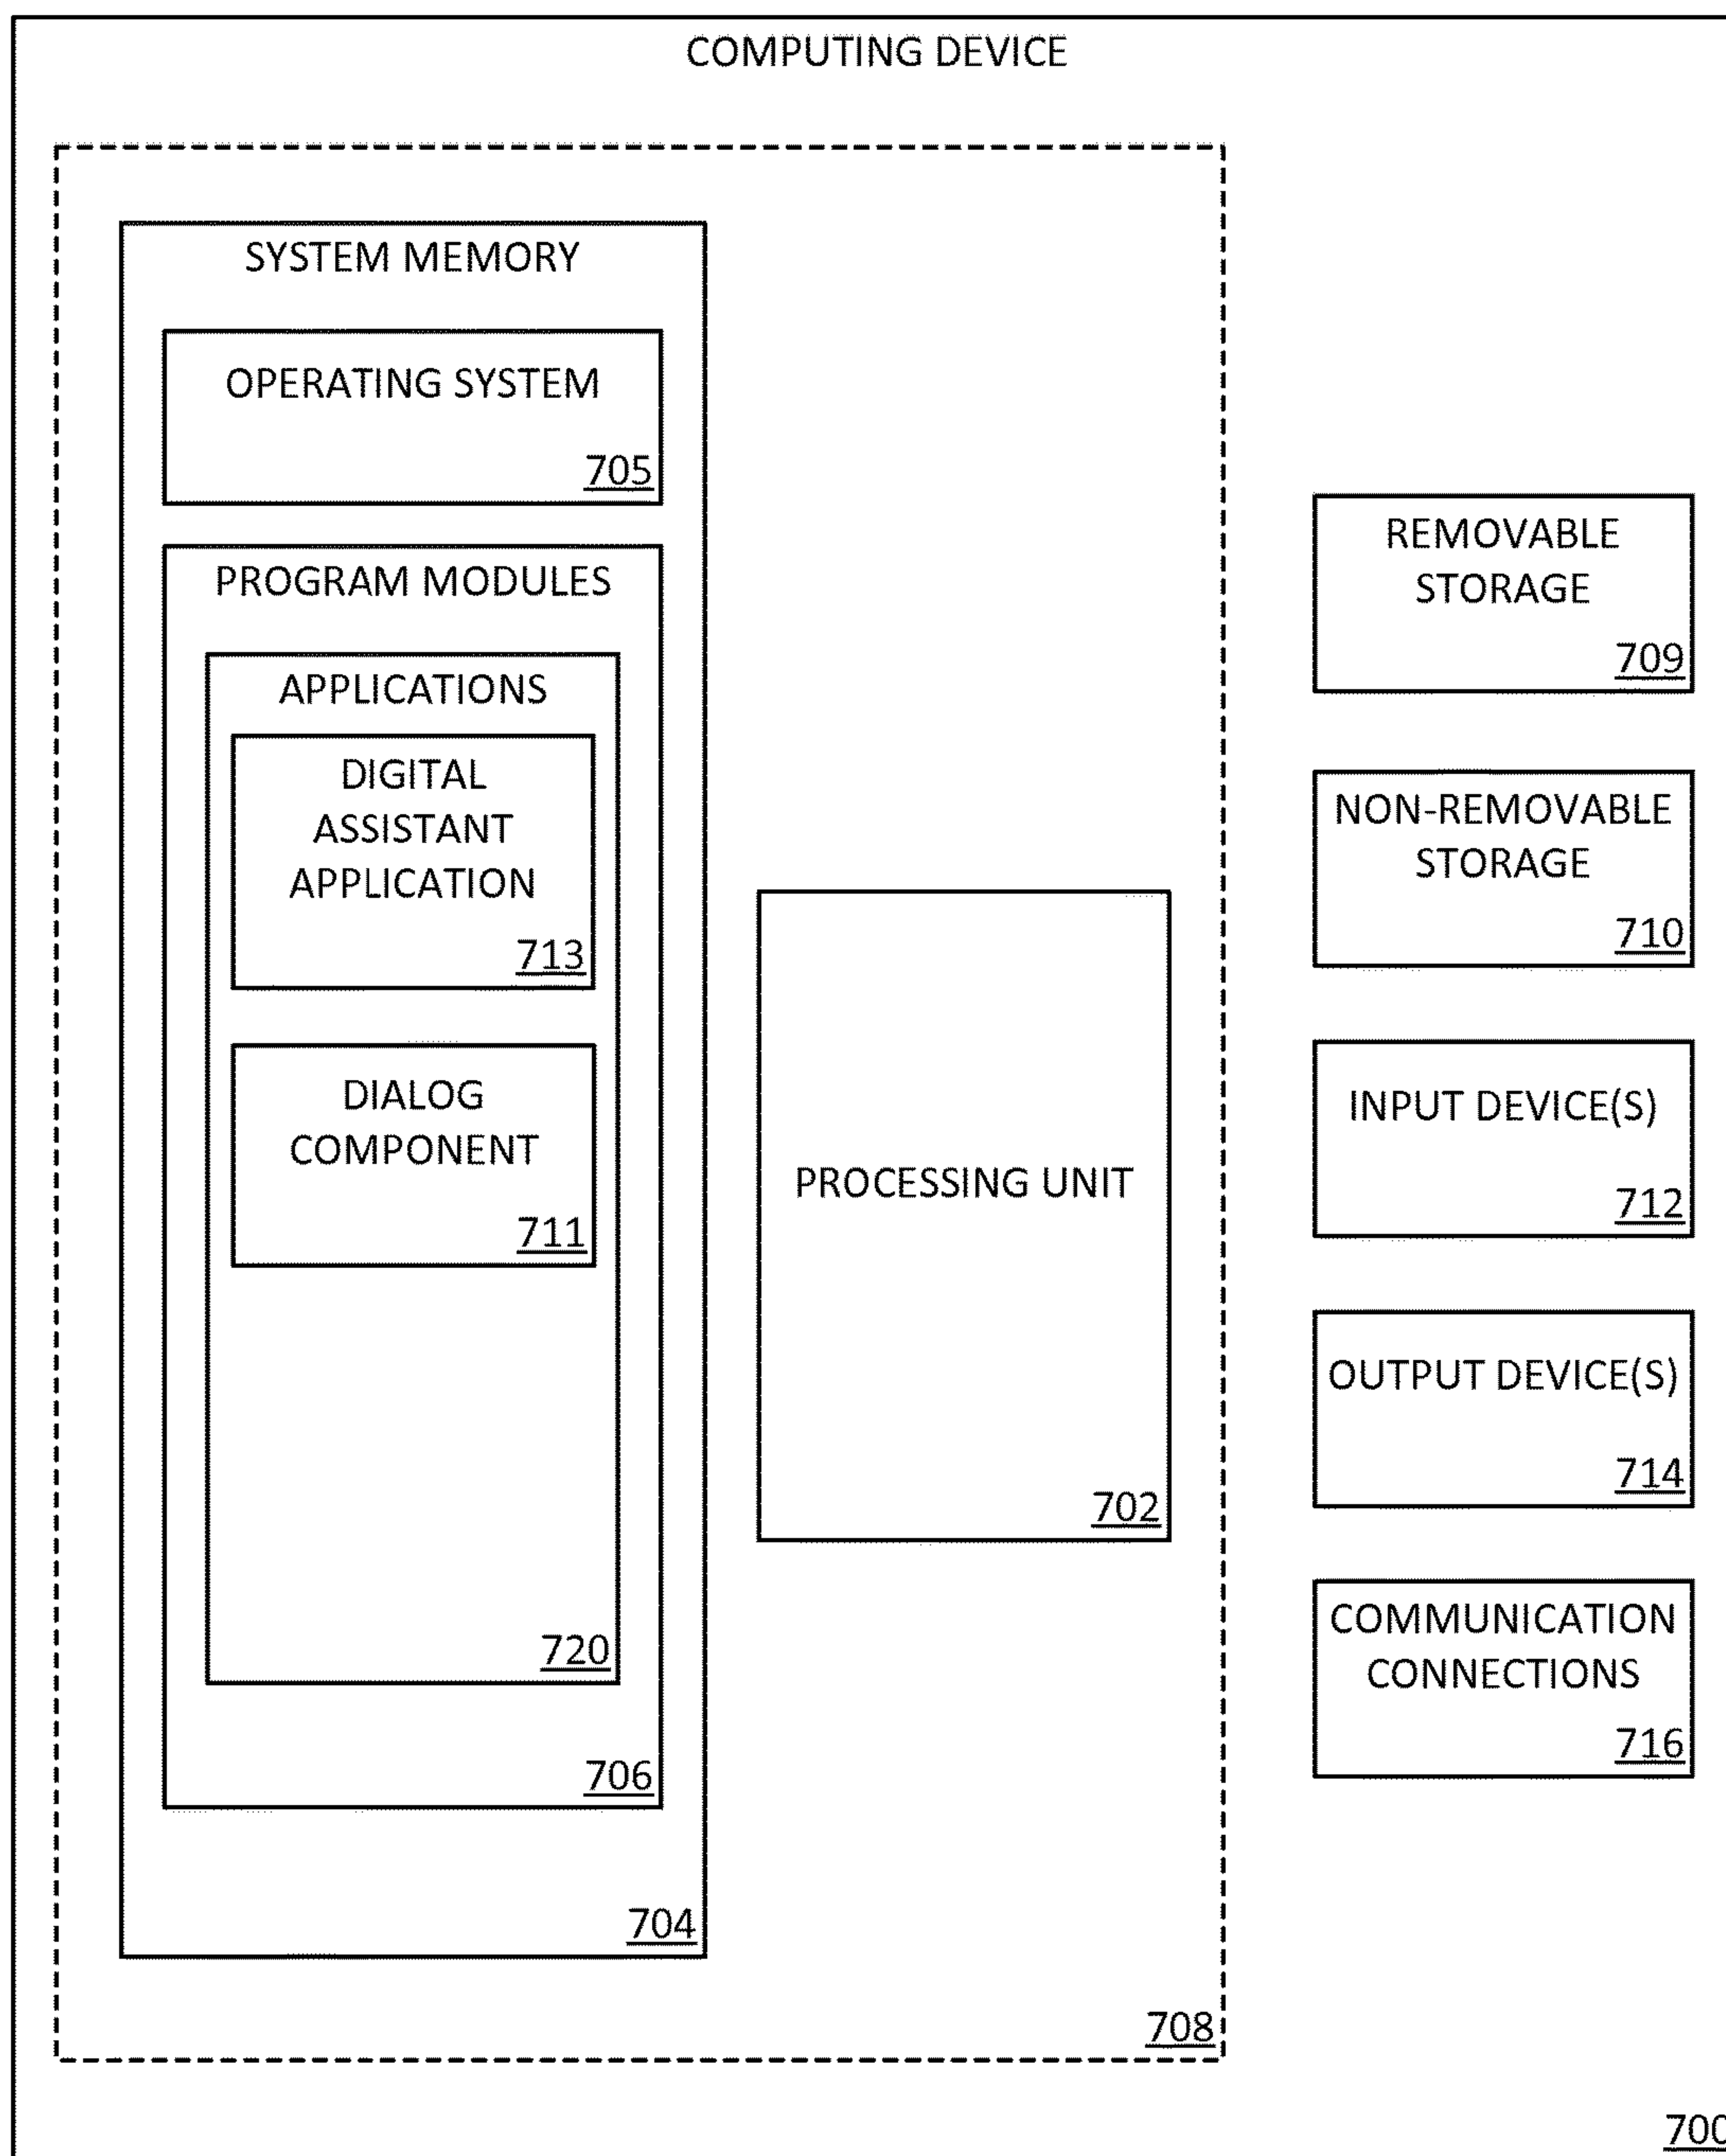 COMPUTING DEVICE
SYSTEM MEMORY
OPERATING SYSTEM
705
PROGRAM MODULES
APPLICATIONS
DIGITAL
ASSISTANT
APPLICATION
713
DIALOG
COMPONENT
711
720
706
704
PROCESSING UNIT
702
708
REMOVABLE
STORAGE
709
NON-REMOVABLE
STORAGE
710
INPUT DEVICE(S)
712
OUTPUT DEVICE(S)
714
COMMUNICATION
CONNECTIONS
716
700